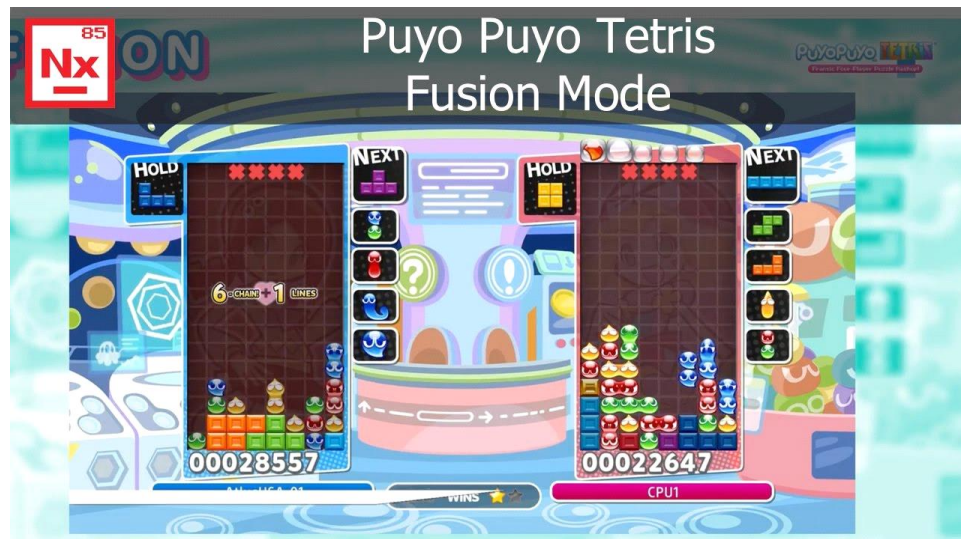 85
Nx
ION
Puyo Puyo Tetris
Fusion Mode
PUYOPUYO TETRIS
HOLD
NEXT
HOLD
NEXT
6-CHAIN! + 1 LINES
00028557
00022647
WINS
CPU1